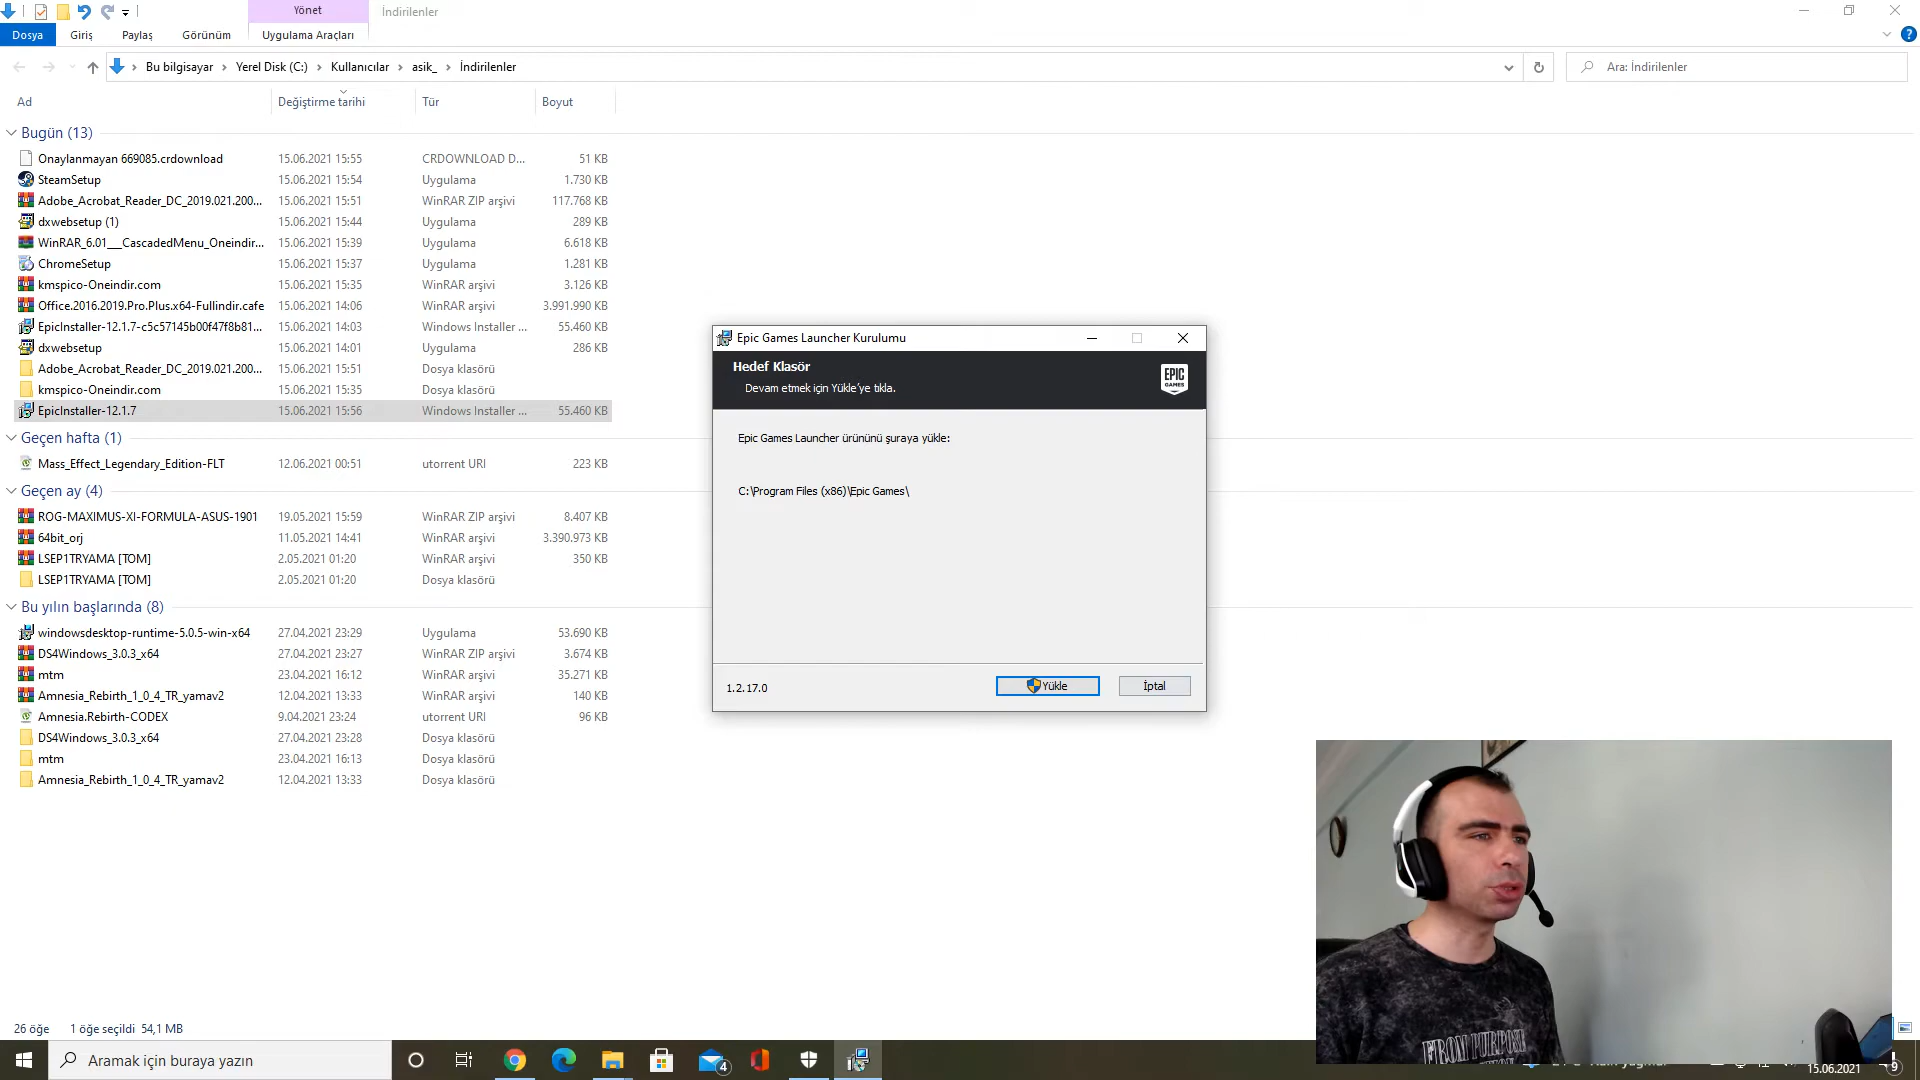 Yönet
İndirilenler
Dosya
Giriş
Paylaş
Görünüm
Uygulama Araçları
Bu bilgisayar > Yerel Disk (C:) > Kullanıcılar > asik_ > İndirilenler
Ara: İndirilenler
Ad
Değiştirme tarihi
Tür
Boyut
Bugün (13)
Onaylanmayan 669085.crdownload 15.06.2021 15:55 CRDOWNLOAD D... 51 KB
SteamSetup 15.06.2021 15:54 Uygulama 1.730 KB
Adobe_Acrobat_Reader_DC_2019.021.200... 15.06.2021 15:51 WinRAR ZIP arşivi 117.768 KB
dxwebsetup (1) 15.06.2021 15:44 Uygulama 289 KB
WinRAR_6.01___CascadedMenu_Oneindir... 15.06.2021 15:39 Uygulama 6.618 KB
ChromeSetup 15.06.2021 15:37 Uygulama 1.281 KB
kmspico-Oneindir.com 15.06.2021 15:35 WinRAR arşivi 3.126 KB
Office.2016.2019.Pro.Plus.x64-Fullindir.cafe 15.06.2021 14:06 WinRAR arşivi 3.991.990 KB
EpicInstaller-12.1.7-c5c57145b00f47f8b81... 15.06.2021 14:03 Windows Installer ... 55.460 KB
dxwebsetup 15.06.2021 14:01 Uygulama 286 KB
Adobe_Acrobat_Reader_DC_2019.021.200... 15.06.2021 15:51 Dosya klasörü
kmspico-Oneindir.com 15.06.2021 15:35 Dosya klasörü
EpicInstaller-12.1.7 15.06.2021 15:56 Windows Installer ... 55.460 KB
Geçen hafta (1)
Mass_Effect_Legendary_Edition-FLT 12.06.2021 00:51 utorrent URI 223 KB
Geçen ay (4)
ROG-MAXIMUS-XI-FORMULA-ASUS-1901 19.05.2021 15:59 WinRAR ZIP arşivi 8.407 KB
64bit_orj 11.05.2021 14:41 WinRAR arşivi 3.390.973 KB
LSEP1TRYAMA [TOM] 2.05.2021 01:20 WinRAR arşivi 350 KB
LSEP1TRYAMA [TOM] 2.05.2021 01:20 Dosya klasörü
Bu yılın başlarında (8)
windowsdesktop-runtime-5.0.5-win-x64 27.04.2021 23:29 Uygulama 53.690 KB
DS4Windows_3.0.3_x64 27.04.2021 23:27 WinRAR ZIP arşivi 3.674 KB
mtm 23.04.2021 16:12 WinRAR arşivi 35.271 KB
Amnesia_Rebirth_1_0_4_TR_yamav2 12.04.2021 13:33 WinRAR arşivi 140 KB
Amnesia.Rebirth-CODEX 9.04.2021 23:24 utorrent URI 96 KB
DS4Windows_3.0.3_x64 27.04.2021 23:28 Dosya klasörü
mtm 23.04.2021 16:13 Dosya klasörü
Amnesia_Rebirth_1_0_4_TR_yamav2 12.04.2021 13:33 Dosya klasörü
Epic Games Launcher Kurulumu
Hedef Klasör
Devam etmek için Yükle'ye tıkla.
EPIC
GAMES
Epic Games Launcher ürününü şuraya yükle:
C:\Program Files (x86)\Epic Games\
1.2.17.0
Yükle
İptal
FROM PURPOSE
26 öğe 1 öğe seçildi 54,1 MB
Aramak için buraya yazın
4
15.06.2021
9